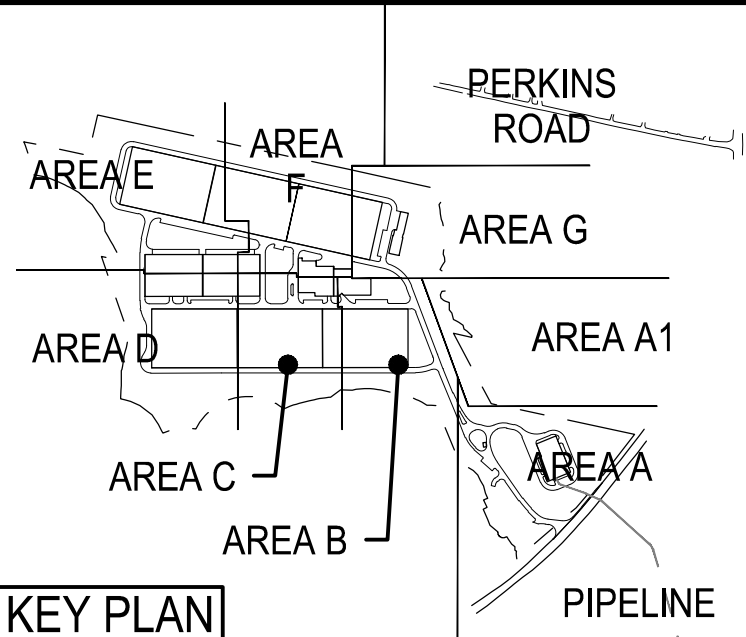 PERKINS
ROAD
AREA
F
AREA E
AREA G
AREA D
AREA A1
AREA C
AREA A
AREA B
PIPELINE
KEY PLAN